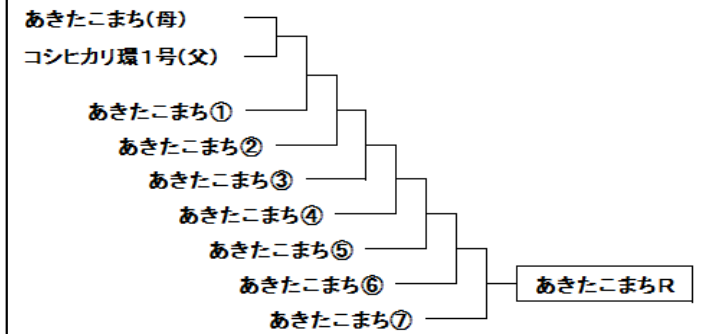 あきたこまち(母)
コシヒカリ環1号(父)
あきたこまち①
あきたこまち②
あきたこまち③
あきたこまち④
あきたこまち⑤
あきたこまち⑥
あきたこまちR
あきたこまち⑦